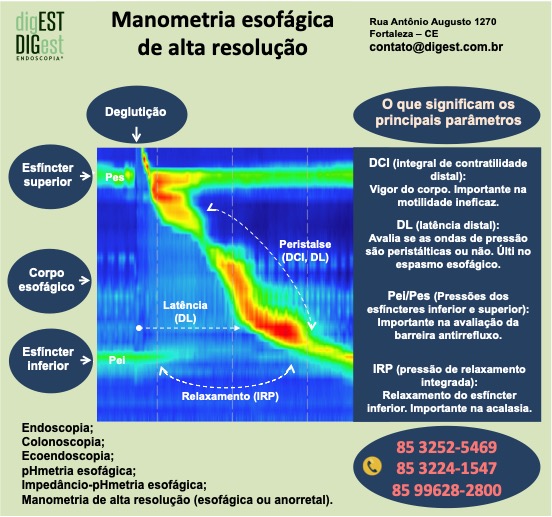 digEST
DIGest
ENDOSCOPIA®
Manometria esofágica
de alta resolução
Rua Antônio Augusto 1270
Fortaleza – CE
contato@digest.com.br
Deglutição
Esfíncter
superior
Corpo
esofágico
Esfíncter
inferior
Pes
Peristalse
(DCI, DL)
Latência
(DL)
Pei
Relaxamento (IRP)
O que significam os
principais parâmetros
DCI (integral de contratilidade
distal):
Vigor do corpo. Importante na
motilidade ineficaz.
DL (latência distal):
Avalia se as ondas de pressão
são peristálticas ou não. Últi no
espasmo esofágico.
Pei/Pes (Pressões dos
esfíncteres inferior e superior):
Importante na avaliação da
barreira antirrefluxo.
IRP (pressão de relaxamento
integrada):
Relaxamento do esfíncter
inferior. Importante na acalasia.
Endoscopia;
Colonoscopia;
Ecoendoscopia;
pHmetria esofágica;
Impedâncio-pHmetria esofágica;
Manometria de alta resolução (esofágica ou anorretal).
85 3252-5469
85 3224-1547
85 99628-2800